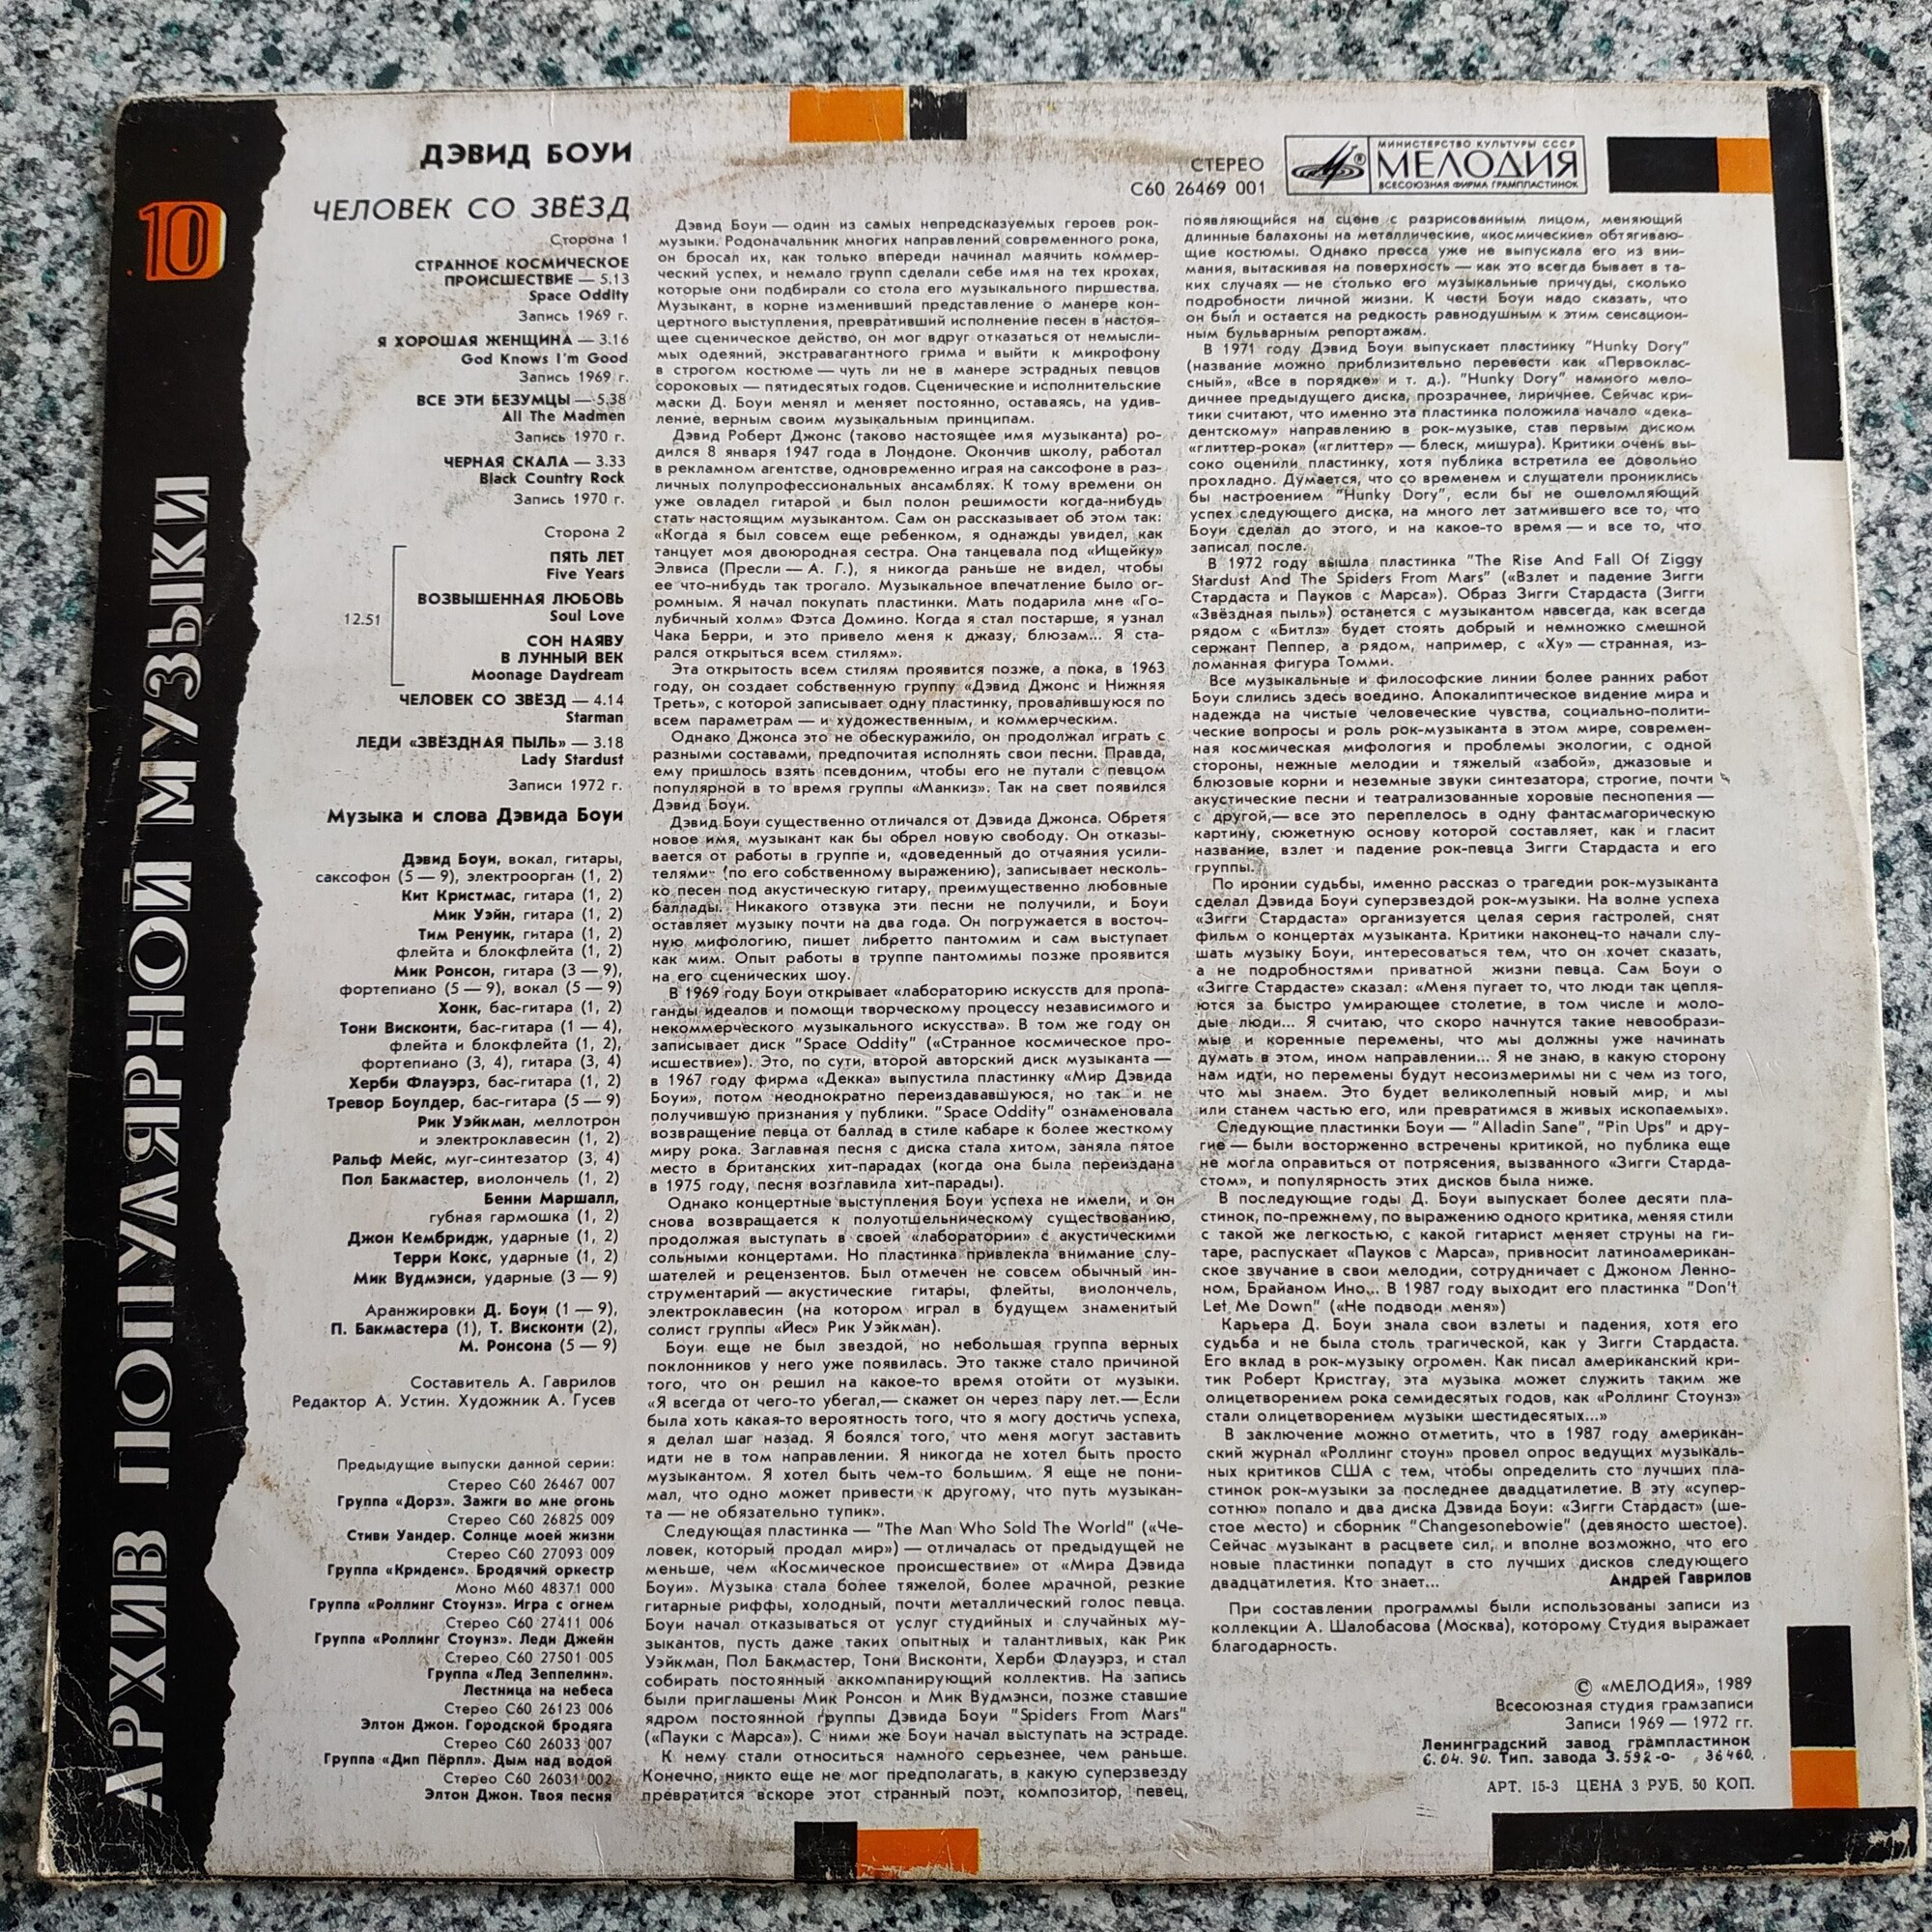 АРХИВ ПОПУЛЯРНОЙ МУЗЫКИ
10
ДЭВИД БОУИ
ЧЕЛОВЕК СО ЗВЁЗД
Сторона 1
СТРАННОЕ КОСМИЧЕСКОЕ
ПРОИСШЕСТВИЕ — 5.13
Space Oddity
Запись 1969 г.
Я ХОРОШАЯ ЖЕНЩИНА — 3.16
God Knows I'm Good
Запись 1969 г.
ВСЕ ЭТИ БЕЗУМЦЫ — 5.38
All The Madmen
Запись 1970 г.
ЧЕРНАЯ СКАЛА — 3.33
Black Country Rock
Запись 1970 г.
Сторона 2
ПЯТЬ ЛЕТ
Five Years
ВОЗВЫШЕННАЯ ЛЮБОВЬ
12.51
Soul Love
СОН НАЯВУ
В ЛУННЫЙ ВЕК
Moonage Daydream
ЧЕЛОВЕК СО ЗВЁЗД — 4.14
Starman
ЛЕДИ «ЗВЁЗДНАЯ ПЫЛЬ» — 3.18
Lady Stardust
Записи 1972 г.
Музыка и слова Дэвида Боуи
Дэвид Боуи, вокал, гитары,
саксофон (5 — 9), электроорган (1, 2)
Кит Кристмас, гитара (1, 2)
Мик Уэйн, гитара (1, 2)
Тим Ренуик, гитара (1, 2)
флейта и блокфлейта (1, 2)
Мик Ронсон, гитара (3 — 9),
фортепиано (5 — 9), вокал (5 — 9)
Хонк, бас-гитара (1, 2)
Тони Висконти, бас-гитара (1 — 4),
флейта и блокфлейта (1, 2),
фортепиано (3, 4), гитара (3, 4)
Херби Флауэрз, бас-гитара (1, 2)
Тревор Боулдер, бас-гитара (5 — 9)
Рик Уэйкман, меллотрон
и электроклавесин (1, 2)
Ральф Мейс, муг-синтезатор (3, 4)
Пол Бакмастер, виолончель (1, 2)
Бенни Маршалл,
губная гармошка (1, 2)
Джон Кембридж, ударные (1, 2)
Терри Кокс, ударные (1, 2)
Мик Вудмэнси, ударные (3 — 9)
Аранжировки Д. Боуи (1 — 9),
П. Бакмастера (1), Т. Висконти (2),
М. Ронсона (5 — 9)
Составитель А. Гаврилов
Редактор А. Устин. Художник А. Гусев
Предыдущие выпуски данной серии:
Стерео С60 26467 007
Группа «Дорз». Зажги во мне огонь
Стерео С60 26825 009
Стиви Уандер. Солнце моей жизни
Стерео С60 27093 009
Группа «Криденс». Бродячий оркестр
Моно М60 48371 000
Группа «Роллинг Стоунз». Игра с огнем
Стерео С60 27411 006
Группа «Роллинг Стоунз». Леди Джейн
Стерео С60 27501 005
Группа «Лед Зеппелин».
Лестница на небеса
Стерео С60 26123 006
Элтон Джон. Городской бродяга
Стерео С60 26033 007
Группа «Дип Пёрпл». Дым над водой
Стерео С60 26031 002
Элтон Джон. Твоя песня
Дэвид Боуи — один из самых непредсказуемых героев рок-
музыки. Родоначальник многих направлений современного рока,
он бросал их, как только впереди начинал маячить коммер-
ческий успех, и немало групп сделали себе имя на тех крохах,
которые они подбирали со стола его музыкального пиршества.
Музыкант, в корне изменивший представление о манере кон-
цертного выступления, превративший исполнение песен в настоя-
щее сценическое действо, он мог вдруг отказаться от немысли-
мых одеяний, экстравагантного грима и выйти к микрофону
в строгом костюме — чуть ли не в манере эстрадных певцов
сороковых — пятидесятых годов. Сценические и исполнительские
маски Д. Боуи менял и меняет постоянно, оставаясь, на удив-
ление, верным своим музыкальным принципам.
Дэвид Роберт Джонс (таково настоящее имя музыканта) ро-
дился 8 января 1947 года в Лондоне. Окончив школу, работал
в рекламном агентстве, одновременно играя на саксофоне в раз-
личных полупрофессиональных ансамблях. К тому времени он
уже овладел гитарой и был полон решимости когда-нибудь
стать настоящим музыкантом. Сам он рассказывает об этом так:
«Когда я был совсем еще ребенком, я однажды увидел, как
танцует моя двоюродная сестра. Она танцевала под «Ищейку»
Элвиса (Пресли — А. Г.), я никогда раньше не видел, чтобы
ее что-нибудь так трогало. Музыкальное впечатление было ог-
ромным. Я начал покупать пластинки. Мать подарила мне «Го-
лубичный холм» Фэтса Домино. Когда я стал постарше, я узнал
Чака Берри, и это привело меня к джазу, блюзам... Я ста-
рался открыться всем стилям».
Эта открытость всем стилям проявится позже, а пока, в 1963
году, он создает собственную группу «Дэвид Джонс и Нижняя
Треть», с которой записывает одну пластинку, провалившуюся по
всем параметрам — и художественным, и коммерческим.
Однако Джонса это не обескуражило, он продолжал играть с
разными составами, предпочитая исполнять свои песни. Правда,
ему пришлось взять псевдоним, чтобы его не путали с певцом
популярной в то время группы «Манкиз». Так на свет появился
Дэвид Боуи.
Дэвид Боуи существенно отличался от Дэвида Джонса. Обретя
новое имя, музыкант как бы обрел новую свободу. Он отказы-
вается от работы в группе и, «доведенный до отчаяния усили-
телями» (по его собственному выражению), записывает несколь-
ко песен под акустическую гитару, преимущественно любовные
баллады. Никакого отзвука эти песни не получили, и Боуи
оставляет музыку почти на два года. Он погружается в восточ-
ную мифологию, пишет либретто пантомим и сам выступает
как мим. Опыт работы в труппе пантомимы позже проявится
на его сценических шоу.
В 1969 году Боуи открывает «лабораторию искусств для пропа-
ганды идеалов и помощи творческому процессу независимого и
некоммерческого музыкального искусства». В том же году он
записывает диск "Space Oddity" («Странное космическое про-
исшествие»). Это, по сути, второй авторский диск музыканта —
в 1967 году фирма «Декка» выпустила пластинку «Мир Дэвида
Боуи», потом неоднократно переиздававшуюся, но так и не
получившую признания у публики. "Space Oddity" ознаменовала
возвращение певца от баллад в стиле кабаре к более жесткому
миру рока. Заглавная песня с диска стала хитом, заняла пятое
место в британских хит-парадах (когда она была переиздана
в 1975 году, песня возглавила хит-парады).
Однако концертные выступления Боуи успеха не имели, и он
снова возвращается к полуотшельническому существованию,
продолжая выступать в своей «лаборатории» с акустическими
сольными концертами. Но пластинка привлекла внимание слу-
шателей и рецензентов. Был отмечен не совсем обычный ин-
струментарий — акустические гитары, флейты, виолончель,
электроклавесин (на котором играл в будущем знаменитый
солист группы «Йес» Рик Уэйкман).
Боуи еще не был звездой, но небольшая группа верных
поклонников у него уже появилась. Это также стало причиной
того, что он решил на какое-то время отойти от музыки.
«Я всегда от чего-то убегал,— скажет он через пару лет.— Если
была хоть какая-то вероятность того, что я могу достичь успеха,
я делал шаг назад. Я боялся того, что меня могут заставить
идти не в том направлении. Я никогда не хотел быть просто
музыкантом. Я хотел быть чем-то большим. Я еще не пони-
мал, что одно может привести к другому, что путь музыкан-
та — не обязательно тупик».
Следующая пластинка — "The Man Who Sold The World" («Че-
ловек, который продал мир») — отличалась от предыдущей не
меньше, чем «Космическое происшествие» от «Мира Дэвида
Боуи». Музыка стала более тяжелой, более мрачной, резкие
гитарные риффы, холодный, почти металлический голос певца.
Боуи начал отказываться от услуг студийных и случайных му-
зыкантов, пусть даже таких опытных и талантливых, как Рик
Уэйкман, Пол Бакмастер, Тони Висконти, Херби Флауэрз, и стал
собирать постоянный аккомпанирующий коллектив. На запись
были приглашены Мик Ронсон и Мик Вудмэнси, позже ставшие
ядром постоянной группы Дэвида Боуи "Spiders From Mars"
(«Пауки с Марса»). С ними же Боуи начал выступать на эстраде.
К нему стали относиться намного серьезнее, чем раньше.
Конечно, никто еще не мог предполагать, в какую суперзвезду
превратится вскоре этот странный поэт, композитор, певец,
СТЕРЕО
С60 26469 001
МИНИСТЕРСТВО КУЛЬТУРЫ СССР
МЕЛОДИЯ
ВСЕСОЮЗНАЯ ФИРМА ГРАМПЛАСТИНОК
появляющийся на сцене с разрисованным лицом, меняющий
длинные балахоны на металлические, «космические» обтягиваю-
щие костюмы. Однако пресса уже не выпускала его из вни-
мания, вытаскивая на поверхность — как это всегда бывает в та-
ких случаях — не столько его музыкальные причуды, сколько
подробности личной жизни. К чести Боуи надо сказать, что
он был и остается на редкость равнодушным к этим сенсацион-
ным бульварным репортажам.
В 1971 году Дэвид Боуи выпускает пластинку "Hunky Dory"
(название можно приблизительно перевести как «Первоклас-
сный», «Все в порядке» и т. д.). "Hunky Dory" намного мело-
дичнее предыдущего диска, прозрачнее, лиричнее. Сейчас кри-
тики считают, что именно эта пластинка положила начало «дека-
дентскому» направлению в рок-музыке, став первым диском
«глиттер-рока» («глиттер» — блеск, мишура). Критики очень вы-
соко оценили пластинку, хотя публика встретила ее довольно
прохладно. Думается, что со временем и слушатели прониклись
бы настроением "Hunky Dory", если бы не ошеломляющий
успех следующего диска, на много лет затмившего все то, что
Боуи сделал до этого, и на какое-то время — и все то, что
записал после.
В 1972 году вышла пластинка "The Rise And Fall Of Ziggy
Stardust And The Spiders From Mars" («Взлет и падение Зигги
Стардаста и Пауков с Марса»). Образ Зигги Стардаста (Зигги
«Звёздная пыль») останется с музыкантом навсегда, как всегда
рядом с «Битлз» будет стоять добрый и немножко смешной
сержант Пеппер, а рядом, например, с «Ху» — странная, из-
ломанная фигура Томми.
Все музыкальные и философские линии более ранних работ
Боуи слились здесь воедино. Апокалиптическое видение мира и
надежда на чистые человеческие чувства, социально-полити-
ческие вопросы и роль рок-музыканта в этом мире, современ-
ная космическая мифология и проблемы экологии, с одной
стороны, нежные мелодии и тяжелый «забой», джазовые и
блюзовые корни и неземные звуки синтезатора, строгие, почти
акустические песни и театрализованные хоровые песнопения —
с другой,— все это переплелось в одну фантасмагорическую
картину, сюжетную основу которой составляет, как и гласит
название, взлет и падение рок-певца Зигги Стардаста и его
группы.
По иронии судьбы, именно рассказ о трагедии рок-музыканта
сделал Дэвида Боуи суперзвездой рок-музыки. На волне успеха
«Зигги Стардаста» организуется целая серия гастролей, снят
фильм о концертах музыканта. Критики наконец-то начали слу-
шать музыку Боуи, интересоваться тем, что он хочет сказать,
а не подробностями приватной жизни певца. Сам Боуи о
«Зигге Стардасте» сказал: «Меня пугает то, что люди так цепля-
ются за быстро умирающее столетие, в том числе и моло-
дые люди... Я считаю, что скоро начнутся такие невообрази-
мые и коренные перемены, что мы должны уже начинать
думать в этом, ином направлении... Я не знаю, в какую сторону
нам идти, но перемены будут несоизмеримы ни с чем из того,
что мы знаем. Это будет великолепный новый мир, и мы
или станем частью его, или превратимся в живых ископаемых».
Следующие пластинки Боуи — "Alladin Sane", "Pin Ups" и дру-
гие — были восторженно встречены критикой, но публика еще
не могла оправиться от потрясения, вызванного «Зигги Старда-
стом», и популярность этих дисков была ниже.
В последующие годы Д. Боуи выпускает более десяти пла-
стинок, по-прежнему, по выражению одного критика, меняя стили
с такой же легкостью, с какой гитарист меняет струны на ги-
таре, распускает «Пауков с Марса», привносит латиноамерикан-
ское звучание в свои мелодии, сотрудничает с Джоном Ленно-
ном, Брайаном Ино... В 1987 году выходит его пластинка "Don't
Let Me Down" («Не подводи меня»)
Карьера Д. Боуи знала свои взлеты и падения, хотя его
судьба и не была столь трагической, как у Зигги Стардаста.
Его вклад в рок-музыку огромен. Как писал американский кри-
тик Роберт Кристгау, эта музыка может служить таким же
олицетворением рока семидесятых годов, как «Роллинг Стоунз»
стали олицетворением музыки шестидесятых...»
В заключение можно отметить, что в 1987 году американ-
ский журнал «Роллинг стоун» провел опрос ведущих музыкаль-
ных критиков США с тем, чтобы определить сто лучших пла-
стинок рок-музыки за последнее двадцатилетие. В эту «супер-
сотню» попало и два диска Дэвида Боуи: «Зигги Стардаст» (ше-
стое место) и сборник "Changesonebowie" (девяносто шестое).
Сейчас музыкант в расцвете сил, и вполне возможно, что его
новые пластинки попадут в сто лучших дисков следующего
двадцатилетия. Кто знает...
Андрей Гаврилов
При составлении программы были использованы записи из
коллекции А. Шалобасова (Москва), которому Студия выражает
благодарность.
© «МЕЛОДИЯ», 1989
Всесоюзная студия грамзаписи
Записи 1969 — 1972 гг.
Ленинградский завод грампластинок
6.04.90. Тип. завода З.592-0- 36460.
АРТ. 15-3 ЦЕНА 3 РУБ. 50 КОП.